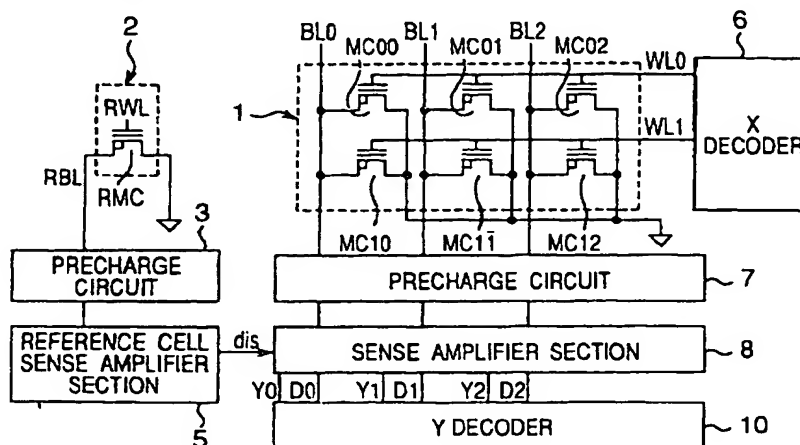 2
BL0 BL1 BL2
6
MC00 MC01 MC02
WL0
RWL
1
X
DECODER
WL1
RBL
RMC
3
MC10 MC11 MC12
PRECHARGE
CIRCUIT
PRECHARGE CIRCUIT
7
REFERENCE CELL
SENSE AMPLIFIER
SECTION
dis
SENSE AMPLIFIER SECTION
8
Y0 D0 Y1 D1 Y2 D2
5
Y DECODER
10